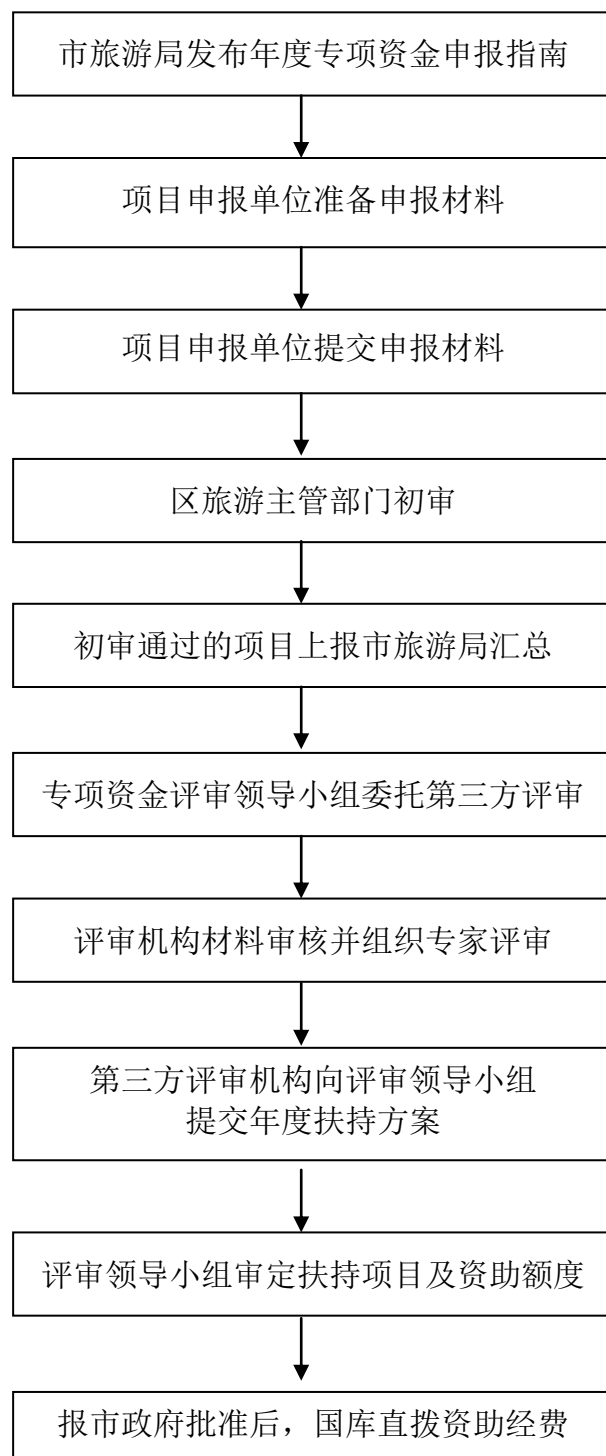 市旅游局发布年度专项资金申报指南
项目申报单位准备申报材料
项目申报单位提交申报材料
区旅游主管部门初审
初审通过的项目上报市旅游局汇总
专项资金评审领导小组委托第三方评审
评审机构材料审核并组织专家评审
第三方评审机构向评审领导小组
提交年度扶持方案
评审领导小组审定扶持项目及资助额度
报市政府批准后，国库直拨资助经费